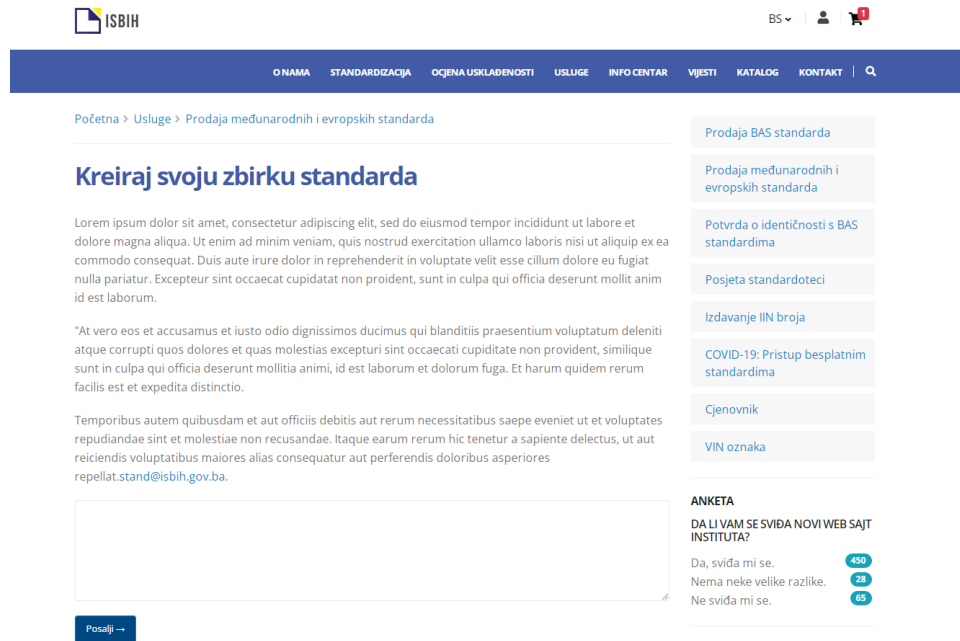 ISBIH
BS
1
O NAMA STANDARDIZACIJA OCJENA USKLAĐENOSTI USLUGE INFO CENTAR VIJESTI KATALOG KONTAKT
Početna > Usluge > Prodaja međunarodnih i evropskih standarda
Kreiraj svoju zbirku standarda
Lorem ipsum dolor sit amet, consectetur adipiscing elit, sed do eiusmod tempor incididunt ut labore et
dolore magna aliqua. Ut enim ad minim veniam, quis nostrud exercitation ullamco laboris nisi ut aliquip ex ea
commodo consequat. Duis aute irure dolor in reprehenderit in voluptate velit esse cillum dolore eu fugiat
nulla pariatur. Excepteur sint occaecat cupidatat non proident, sunt in culpa qui officia deserunt mollit anim
id est laborum.
"At vero eos et accusamus et iusto odio dignissimos ducimus qui blanditiis praesentium voluptatum deleniti
atque corrupti quos dolores et quas molestias excepturi sint occaecati cupiditate non provident, similique
sunt in culpa qui officia deserunt mollitia animi, id est laborum et dolorum fuga. Et harum quidem rerum
facilis est et expedita distinctio.
Temporibus autem quibusdam et aut officiis debitis aut rerum necessitatibus saepe eveniet ut et voluptates
repudiandae sint et molestiae non recusandae. Itaque earum rerum hic tenetur a sapiente delectus, ut aut
reiciendis voluptatibus maiores alias consequatur aut perferendis doloribus asperiores
repellat.stand@isbih.gov.ba.
Posalji →
Prodaja BAS standarda
Prodaja međunarodnih i
evropskih standarda
Potvrda o identičnosti s BAS
standardima
Posjeta standardoteci
Izdavanje IIN broja
COVID-19: Pristup besplatnim
standardima
Cjenovnik
VIN oznaka
ANKETA
DA LI VAM SE SVIĐA NOVI WEB SAJT
INSTITUTA?
Da, sviđa mi se. 450
Nema neke velike razlike. 28
Ne sviđa mi se. 65